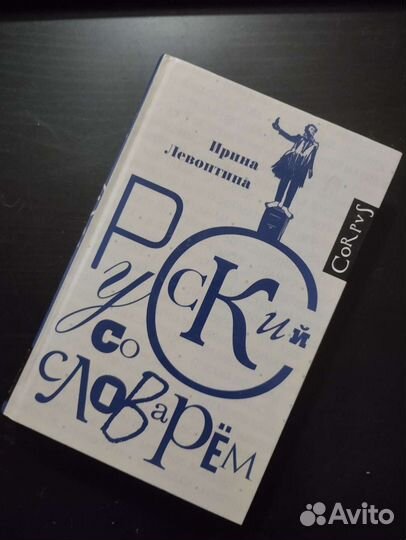 Ирина
Левонтина
CORPVS
Русский
со
словарём
Avito